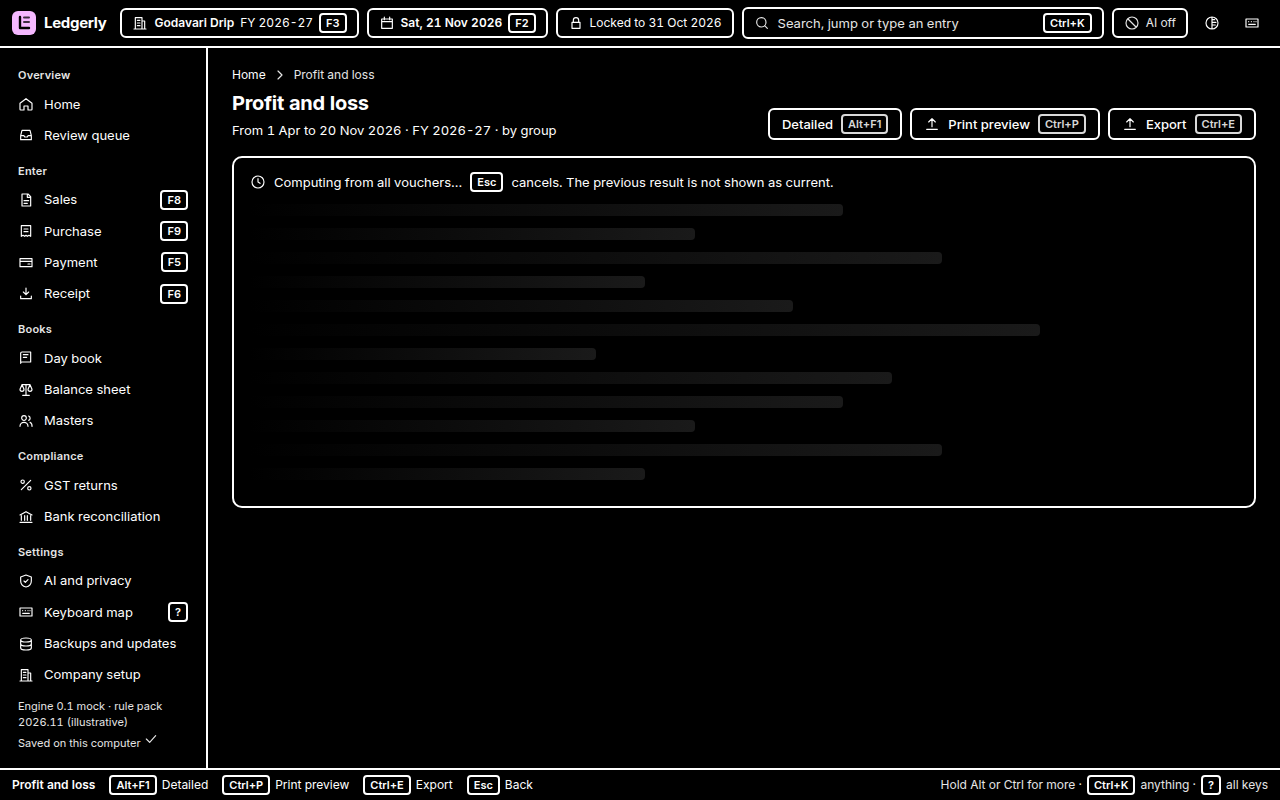 Ledgerly
Godavari Drip FY 2026-27 F3
Sat, 21 Nov 2026 F2
Locked to 31 Oct 2026
Search, jump or type an entry Ctrl+K
AI off
Overview
Home
Review queue
Enter
Sales F8
Purchase F9
Payment F5
Receipt F6
Books
Day book
Balance sheet
Masters
Compliance
GST returns
Bank reconciliation
Settings
AI and privacy
Keyboard map ?
Backups and updates
Company setup
Engine 0.1 mock · rule pack
2026.11 (illustrative)
Saved on this computer
Home > Profit and loss
Profit and loss
From 1 Apr to 20 Nov 2026 · FY 2026-27 · by group
Detailed Alt+F1
Print preview Ctrl+P
Export Ctrl+E
Computing from all vouchers... Esc cancels. The previous result is not shown as current.
Profit and loss Alt+F1 Detailed Ctrl+P Print preview Ctrl+E Export Esc Back
Hold Alt or Ctrl for more · Ctrl+K anything · ? all keys